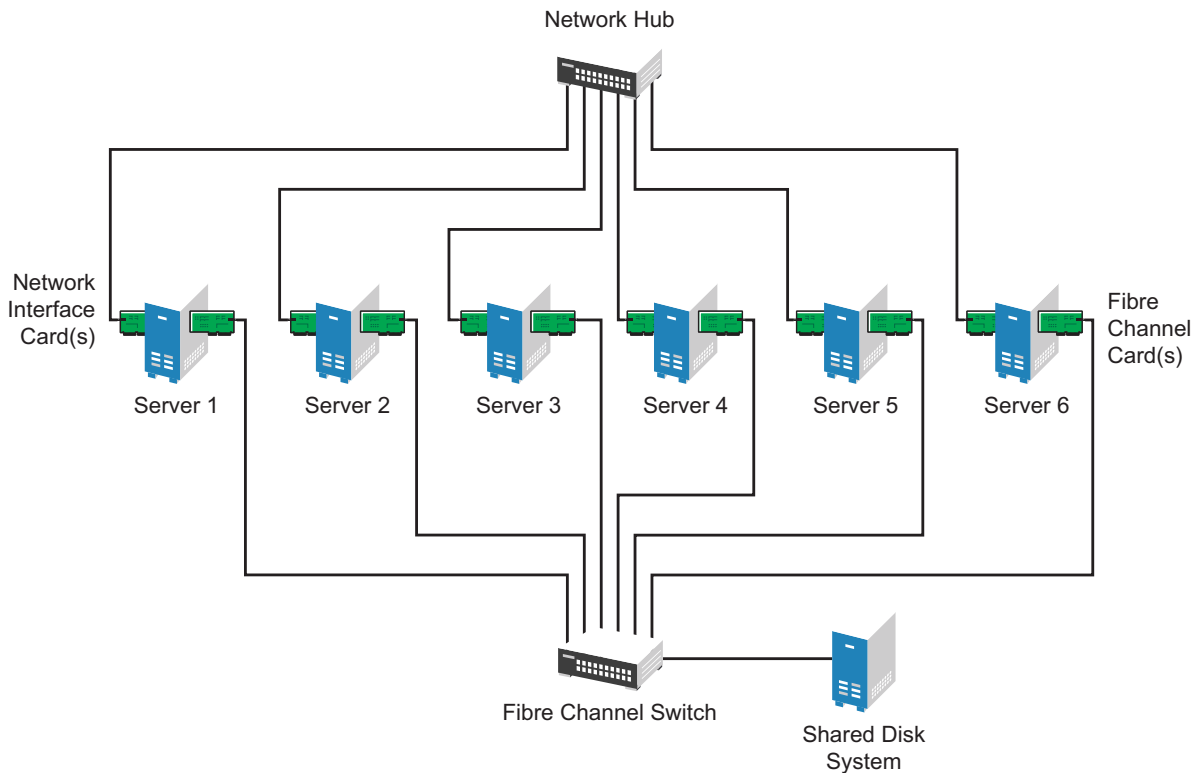 Network Hub
Network
Interface
Card(s)
Fibre
Channel
Card(s)
Server 1
Server 2
Server 3
Server 4
Server 5
Server 6
Fibre Channel Switch
Shared Disk
System